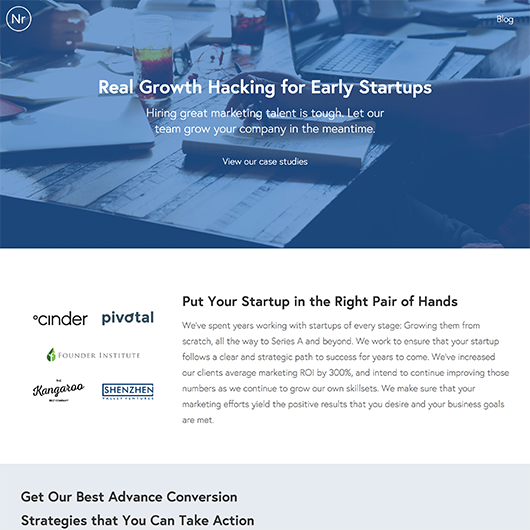 Nr
Blog
Real Growth Hacking for Early Startups
Hiring great marketing talent is tough. Let our
team grow your company in the meantime.
View our case studies
°cinder
pivotal
FOUNDER INSTITUTE
THE
Kangaroo
BELT COMPANY
SHENZHEN
VALLEY VENTURES
Put Your Startup in the Right Pair of Hands
We've spent years working with startups of every stage: Growing them from
scratch, all the way to Series A and beyond. We work to ensure that your startup
follows a clear and strategic path to success for years to come. We've increased
our clients average marketing ROI by 300%, and intend to continue improving those
numbers as we continue to grow our own skillsets. We make sure that your
marketing efforts yield the positive results that you desire and your business goals
are met.
Get Our Best Advance Conversion
Strategies that You Can Take Action